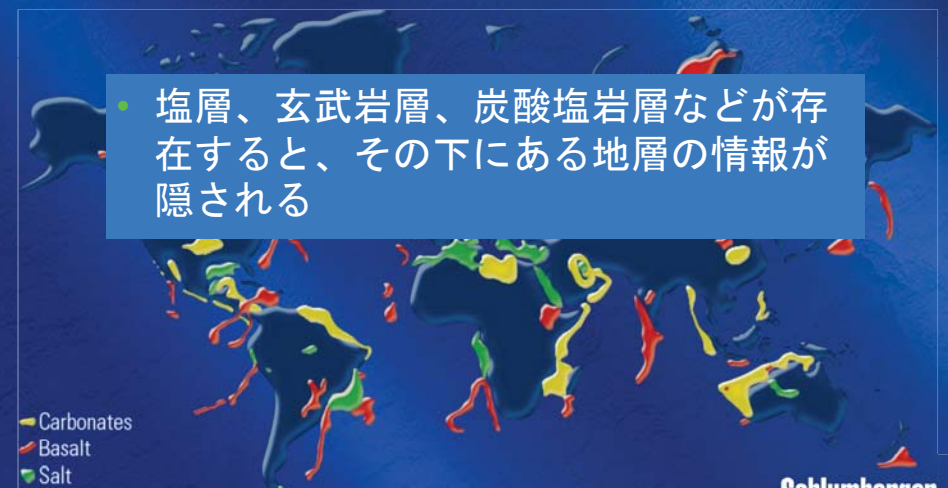 • 塩層、玄武岩層、炭酸塩岩層などが存
在すると、その下にある地層の情報が
隠される
Carbonates
Basalt
Salt